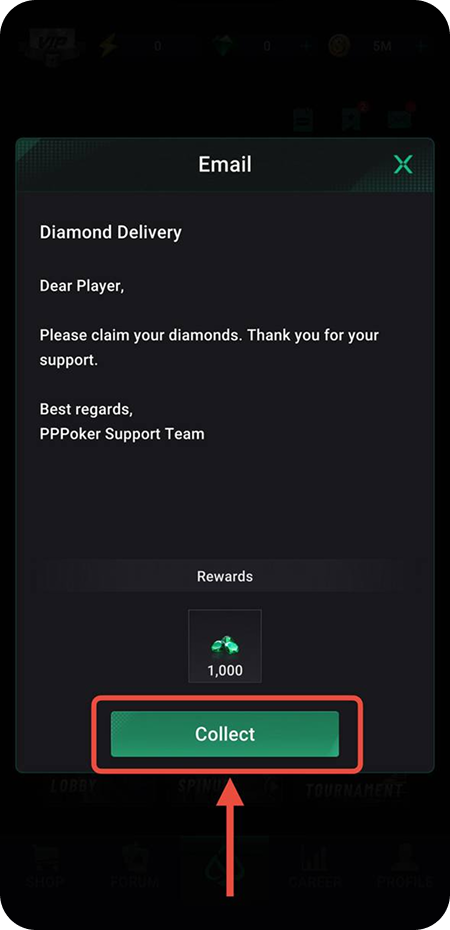 VIP
0
0
5M
Email
Diamond Delivery
Dear Player,
Please claim your diamonds. Thank you for your
support.
Best regards,
PPPoker Support Team
Rewards
1,000
Collect
LOBBY
TOURNAMENT
SHOP
FORUM
CAREER
PROFILE